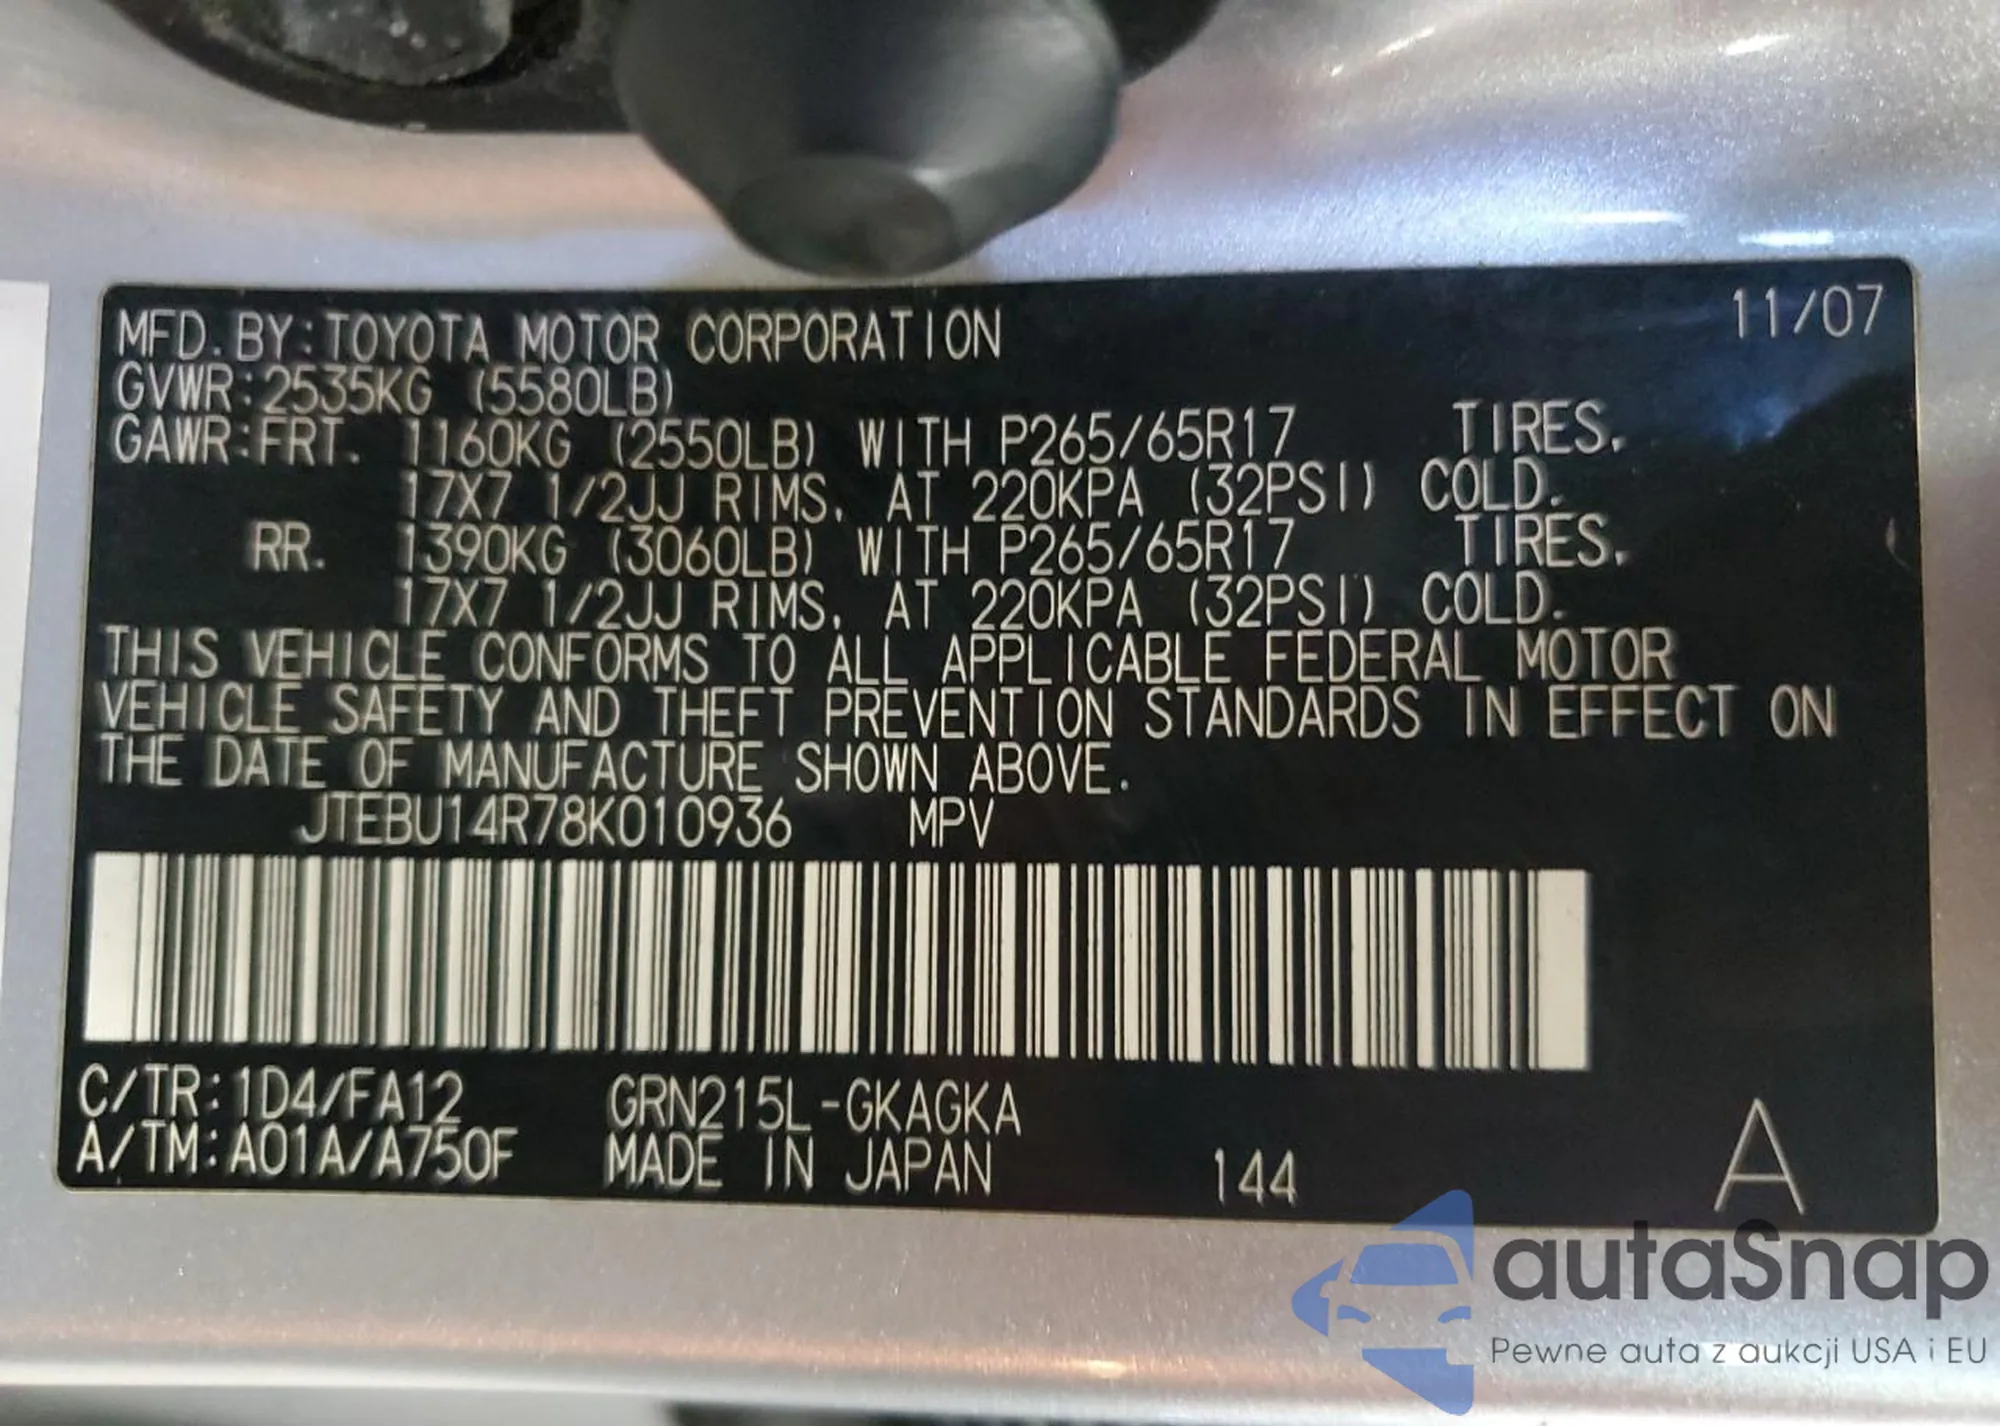 MFD. BY: TOYOTA MOTOR CORPORATION 11/07
GVWR: 2535KG (5580LB)
GAWR: FRT. 1160KG (2550LB) WITH P265/65R17 TIRES,
17X7 1/2JJ RIMS, AT 220KPA (32PSI) COLD.
RR. 1390KG (3060LB) WITH P265/65R17 TIRES,
17X7 1/2JJ RIMS, AT 220KPA (32PSI) COLD.
THIS VEHICLE CONFORMS TO ALL APPLICABLE FEDERAL MOTOR
VEHICLE SAFETY AND THEFT PREVENTION STANDARDS IN EFFECT ON
THE DATE OF MANUFACTURE SHOWN ABOVE.
JTEBU14R78K010936 MPV
C/TR: 1D4/FA12 GRN215L-GKAGKA
A/TM: A01A/A750F MADE IN JAPAN 144 A
autaSnap
Pewne auta z aukcji USA i EU